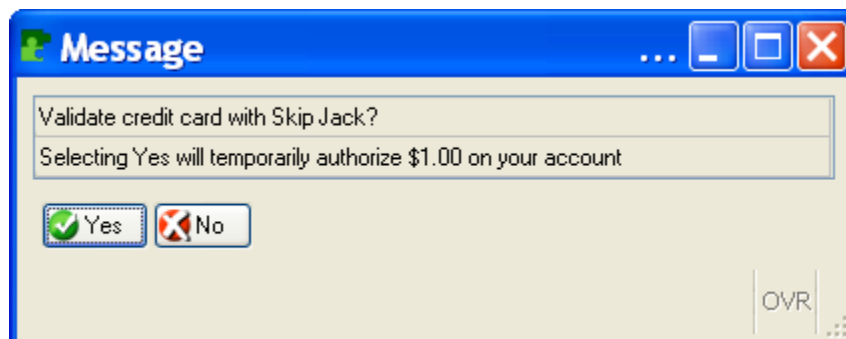 Message ...
Validate credit card with Skip Jack?
Selecting Yes will temporarily authorize $1.00 on your account
Yes No
OVR